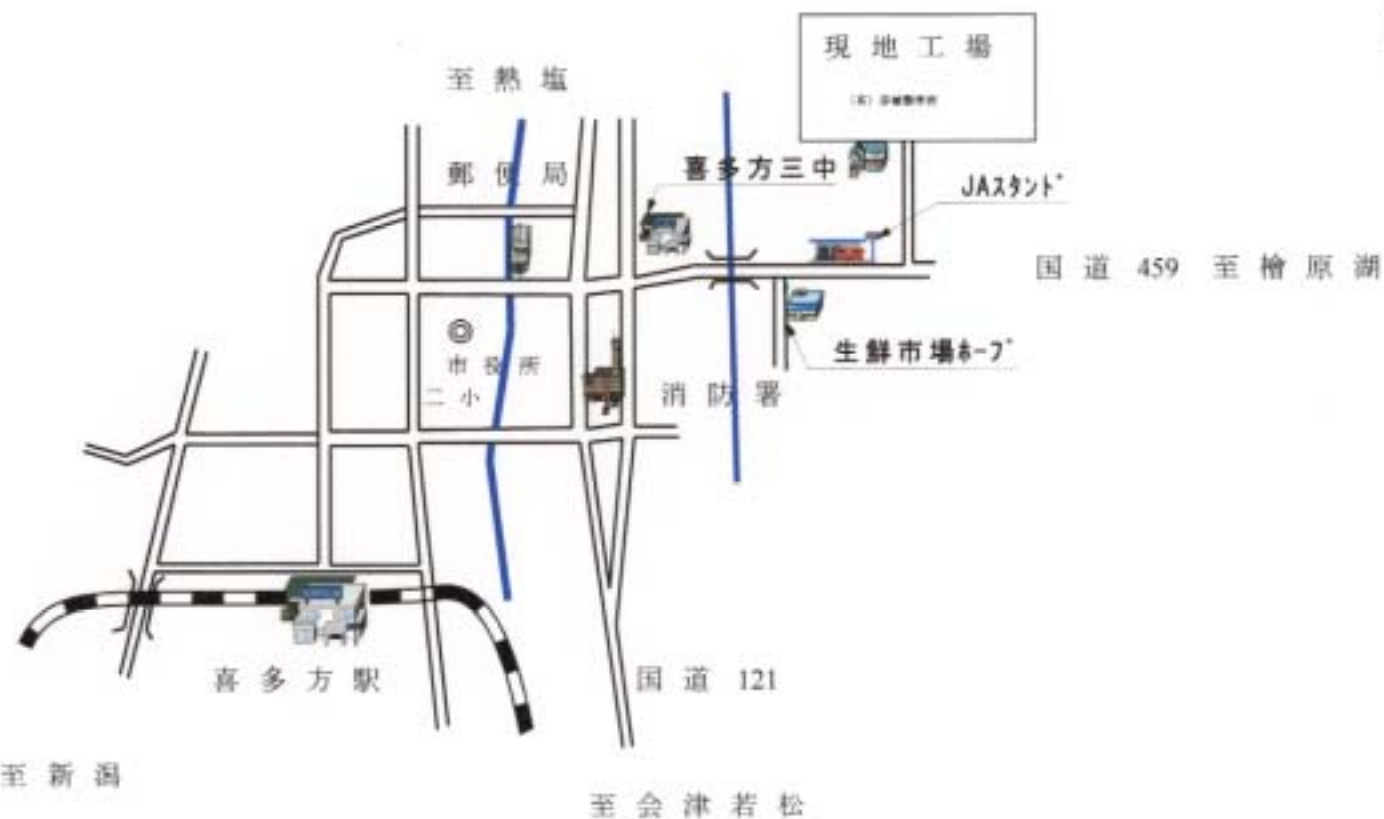 現地工場
至熱塩
郵便局
喜多方三中
JAスタンド
国道 459 至檜原湖
市役所
二小
消防署
生鮮市場ホープ
喜多方駅
国道 121
至新潟
至会津若松